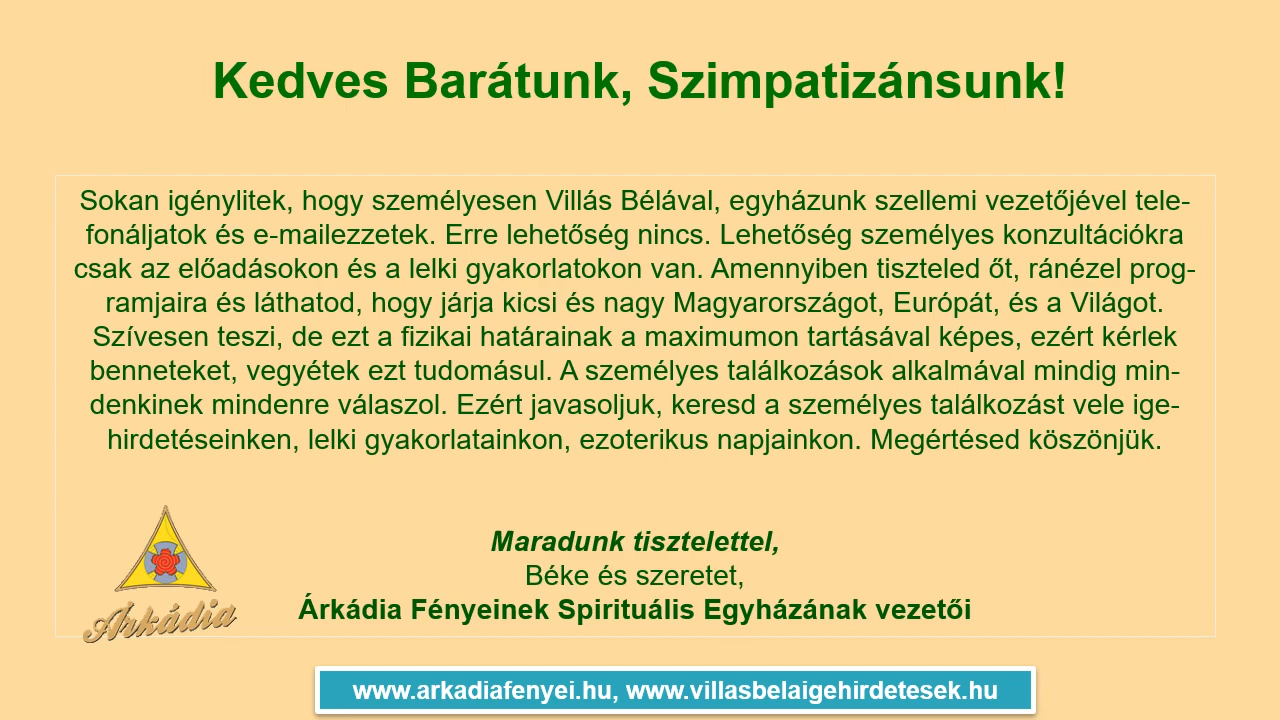 Kedves Barátunk, Szimpatizánsunk!
Sokan igénylitek, hogy személyesen Villás Bélával, egyházunk szellemi vezetőjével tele-
fonáljatok és e-mailezzetek. Erre lehetőség nincs. Lehetőség személyes konzultációkra
csak az előadásokon és a lelki gyakorlatokon van. Amennyiben tiszteled őt, ránézel prog-
ramjaira és láthatod, hogy járja kicsi és nagy Magyarországot, Európát, és a Világot.
Szívesen teszi, de ezt a fizikai határainak a maximumon tartásával képes, ezért kérlek
benneteket, vegyétek ezt tudomásul. A személyes találkozások alkalmával mindig min-
denkinek mindenre válaszol. Ezért javasoljuk, keresd a személyes találkozást vele ige-
hirdetéseinken, lelki gyakorlatainkon, ezoterikus napjainkon. Megértésed köszönjük.
Maradunk tisztelettel,
Béke és szeretet,
Árkádia Fényeinek Spirituális Egyházának vezetői
Árkádia
www.arkadiafenyei.hu, www.villasbelaigehirdetesek.hu